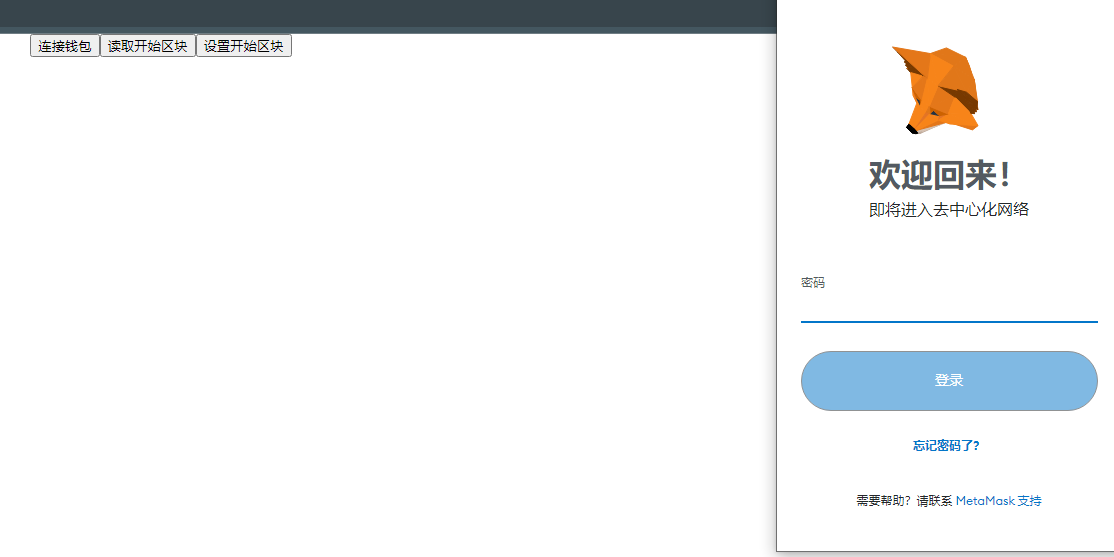 连接钱包 读取开始区块 设置开始区块
欢迎回来！
即将进入去中心化网络
密码
登录
忘记密码了？
需要帮助？请联系 MetaMask 支持